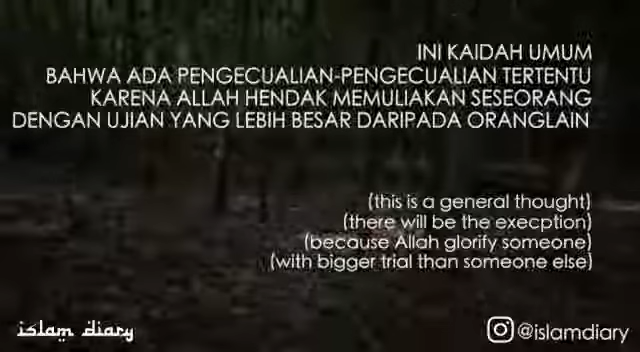 INI KAIDAH UMUM
BAHWA ADA PENGECUALIAN-PENGECUALIAN TERTENTU
KARENA ALLAH HENDAK MEMULIAKAN SESEORANG
DENGAN UJIAN YANG LEBIH BESAR DARIPADA ORANGLAIN
(this is a general thought)
(there will be the execption)
(because Allah glorify someone)
(with bigger trial than someone else)
islam diary
@islamdiary